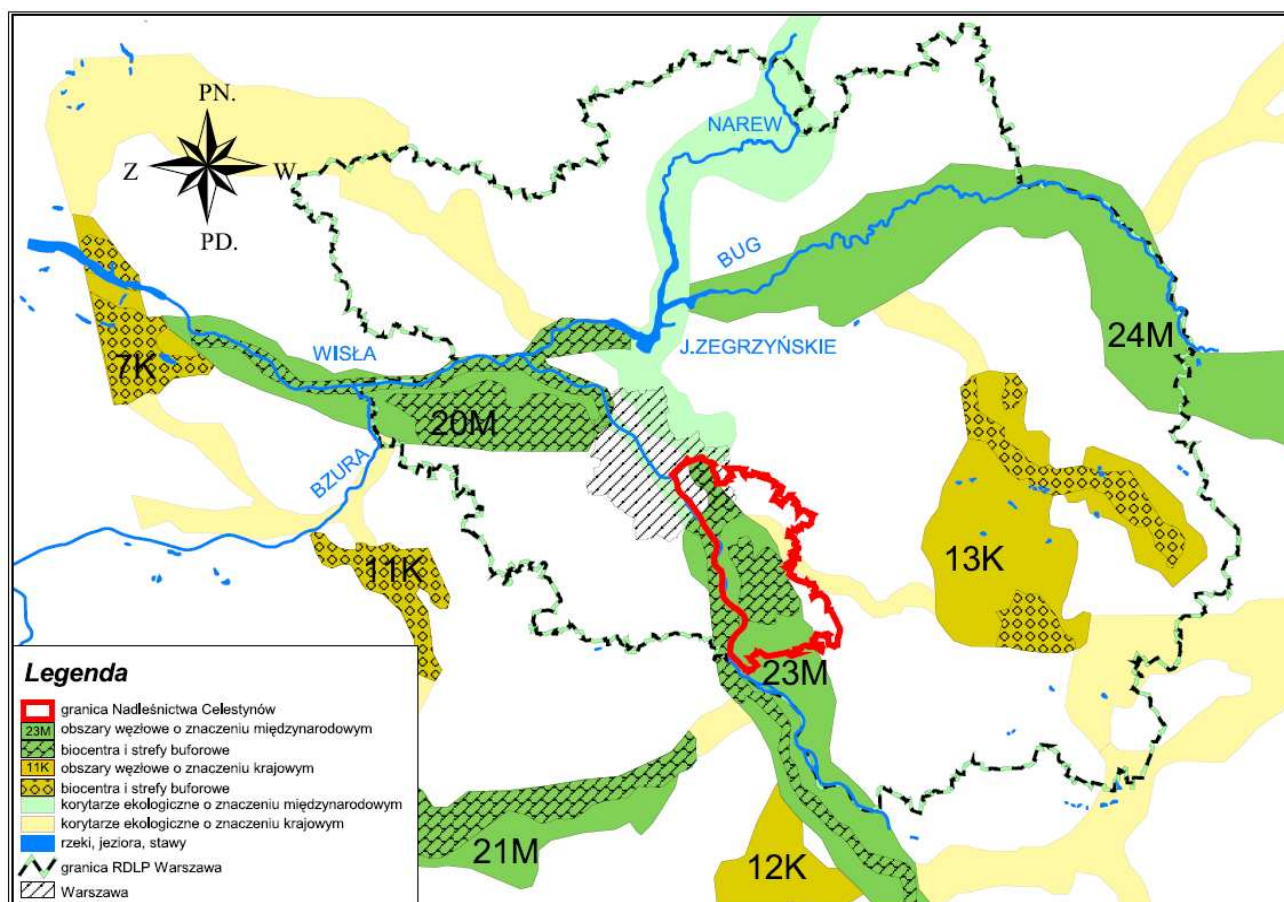 PN.
Z
W.
PD.
NAREW
BUG
WISŁA
J.ZEGRZYŃSKIE
24M
7K
20M
BZURA
11K
13K
23M
21M
12K
Legenda
granica Nadleśnictwa Celestynów
23M obszary węzłowe o znaczeniu międzynarodowym
biocentra i strefy buforowe
11K obszary węzłowe o znaczeniu krajowym
biocentra i strefy buforowe
korytarze ekologiczne o znaczeniu międzynarodowym
korytarze ekologiczne o znaczeniu krajowym
rzeki, jeziora, stawy
granica RDLP Warszawa
Warszawa